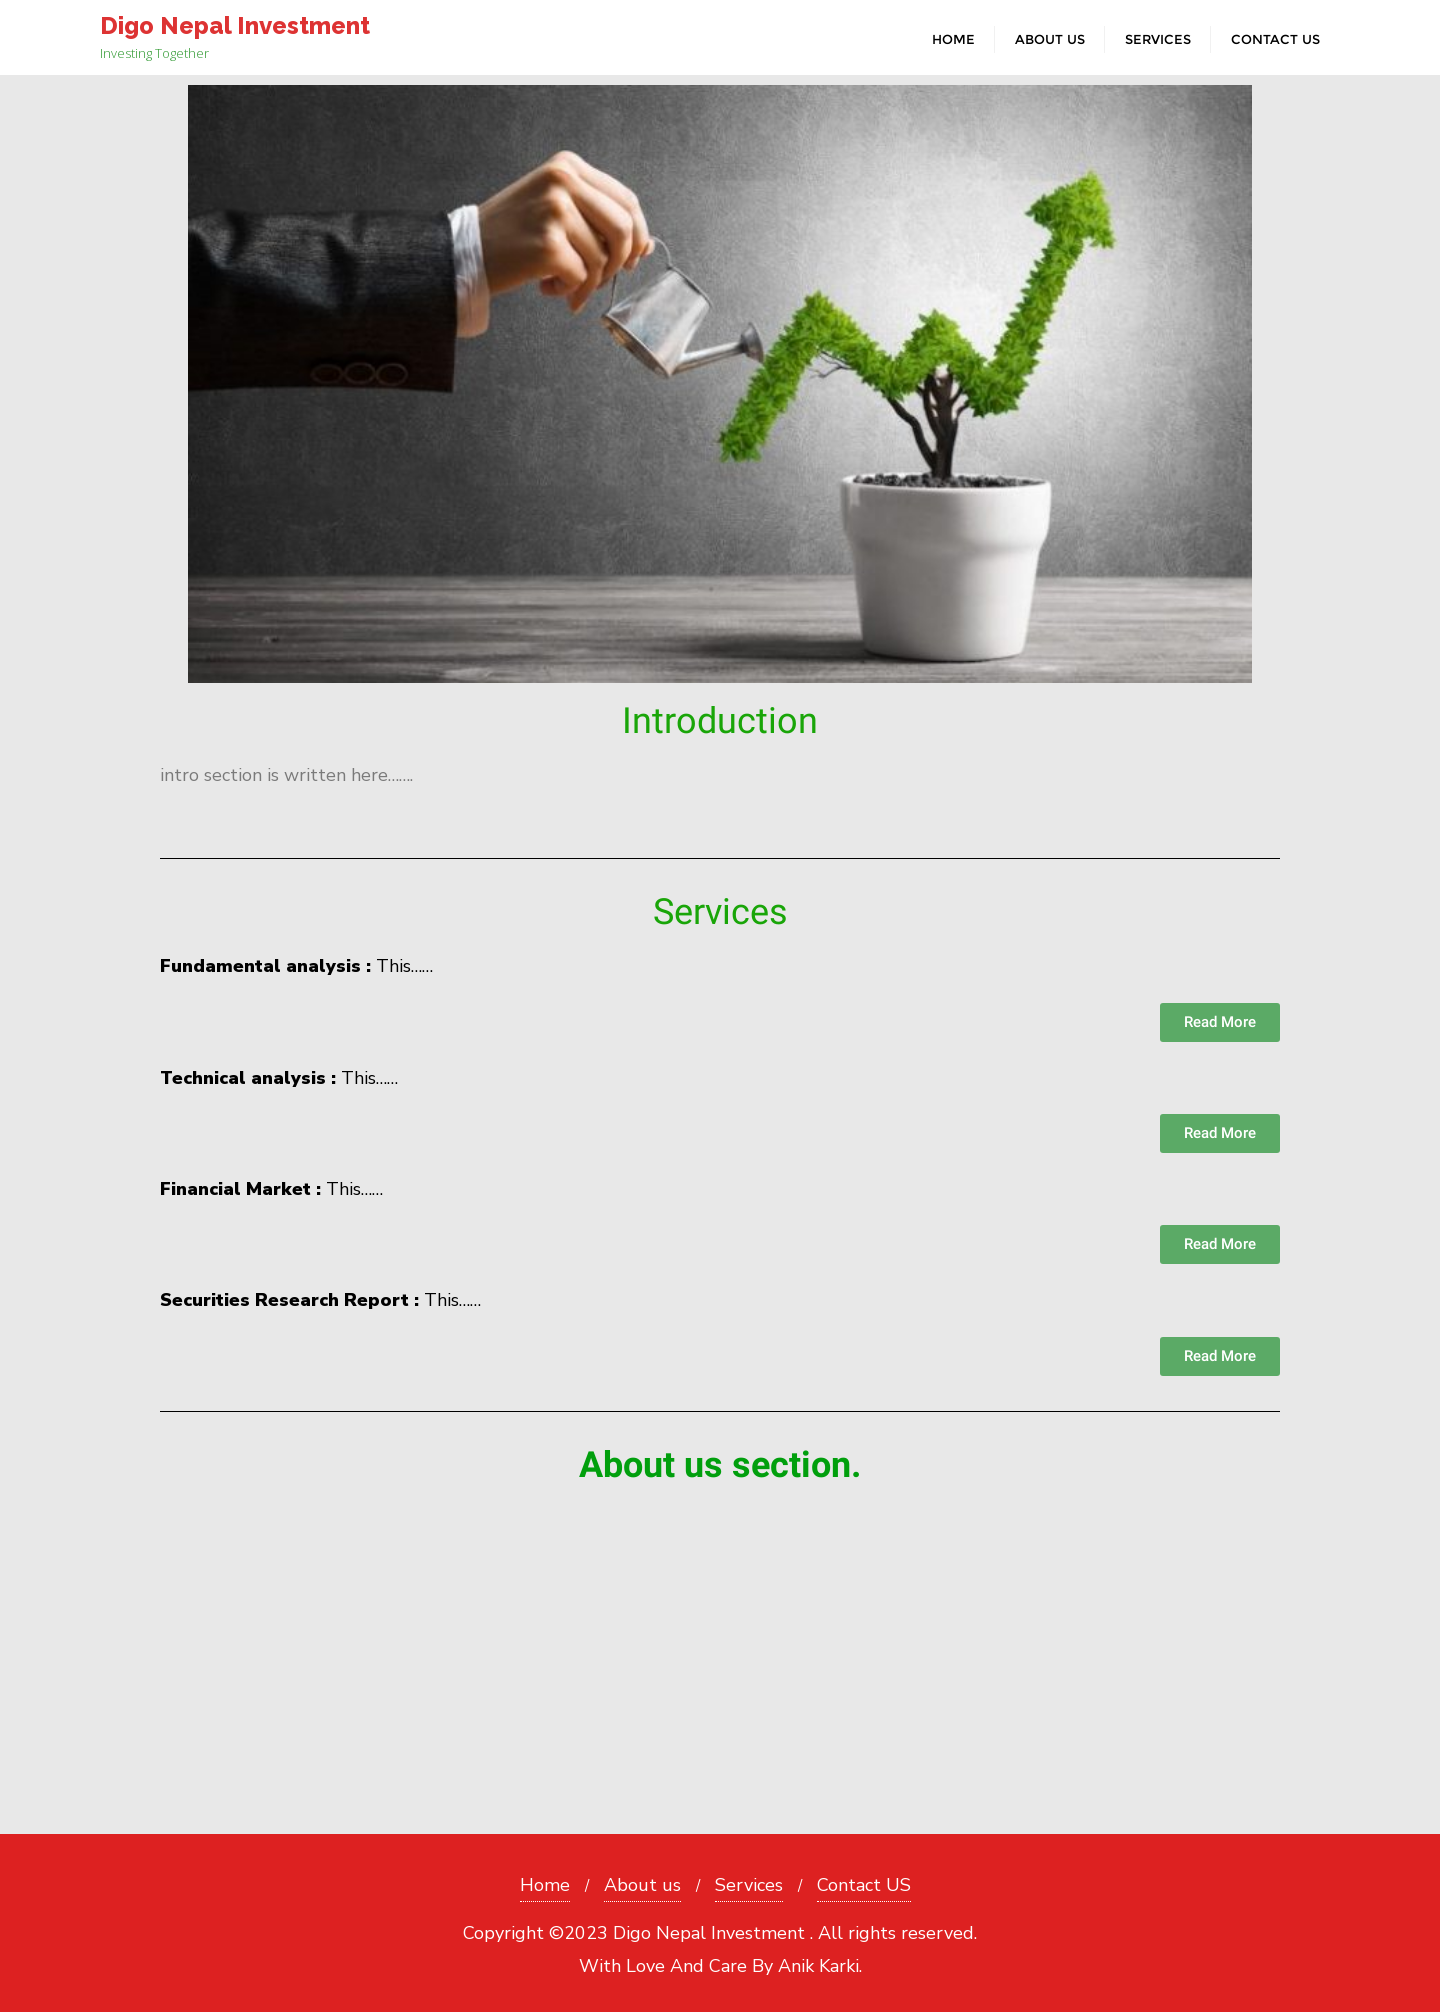 Digo Nepal Investment
Investing Together
HOME
ABOUT US
SERVICES
CONTACT US
Introduction
intro section is written here…….
Services
Fundamental analysis : This……
Read More
Technical analysis : This……
Read More
Financial Market : This……
Read More
Securities Research Report : This……
Read More
About us section.
Home / About us / Services / Contact US
Copyright ©2023 Digo Nepal Investment . All rights reserved.
With Love And Care By Anik Karki.